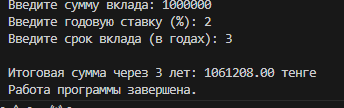 Введите сумму вклада: 1000000
Введите годовую ставку (%): 2
Введите срок вклада (в годах): 3
Итоговая сумма через 3 лет: 1061208.00 тенге
Работа программы завершена.